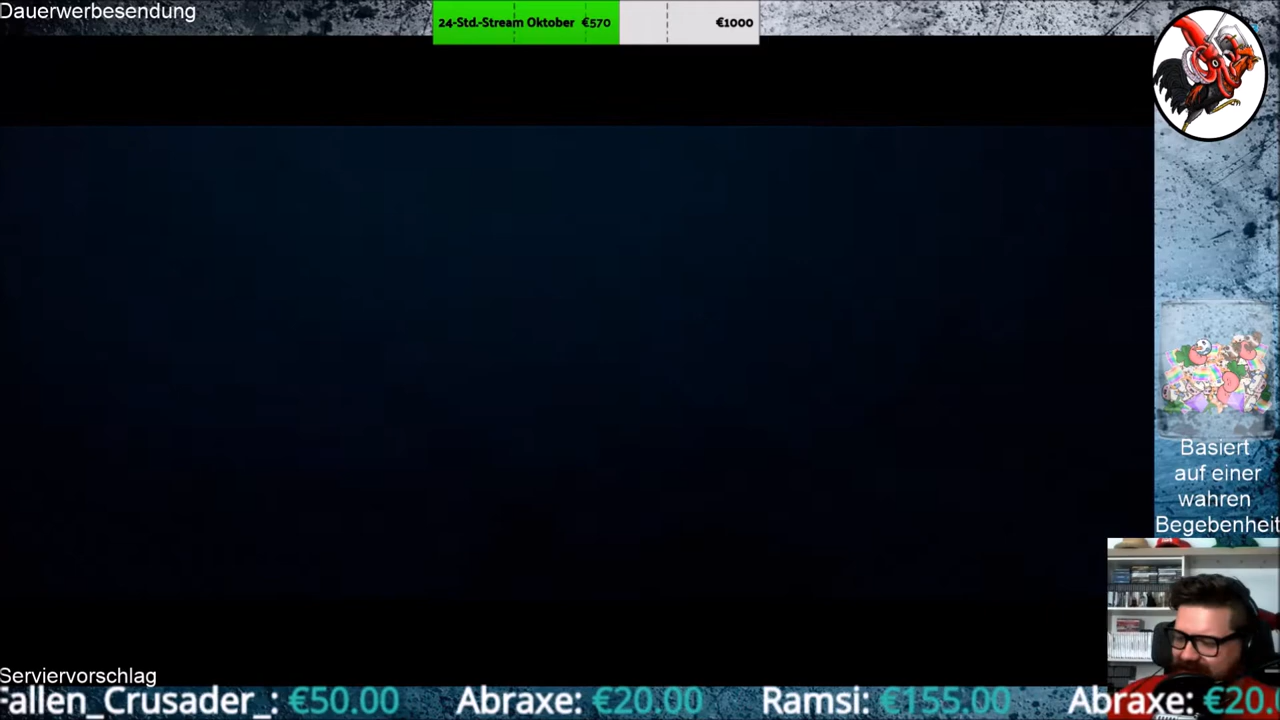 Dauerwerbesendung
24-Std.-Stream Oktober €570
€1000
Basiert
auf einer
wahren
Begebenheit
Serviervorschlag
Fallen_Crusader_: €50.00 Abraxe: €20.00 Ramsi: €155.00 Abraxe: €20.